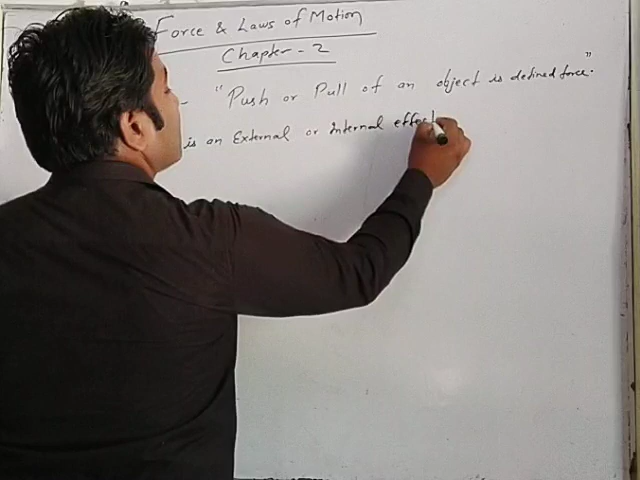 Force & Laws of Motion
Chapter - 2
- "Push or Pull of an object is defined force."
is an External or internal effect